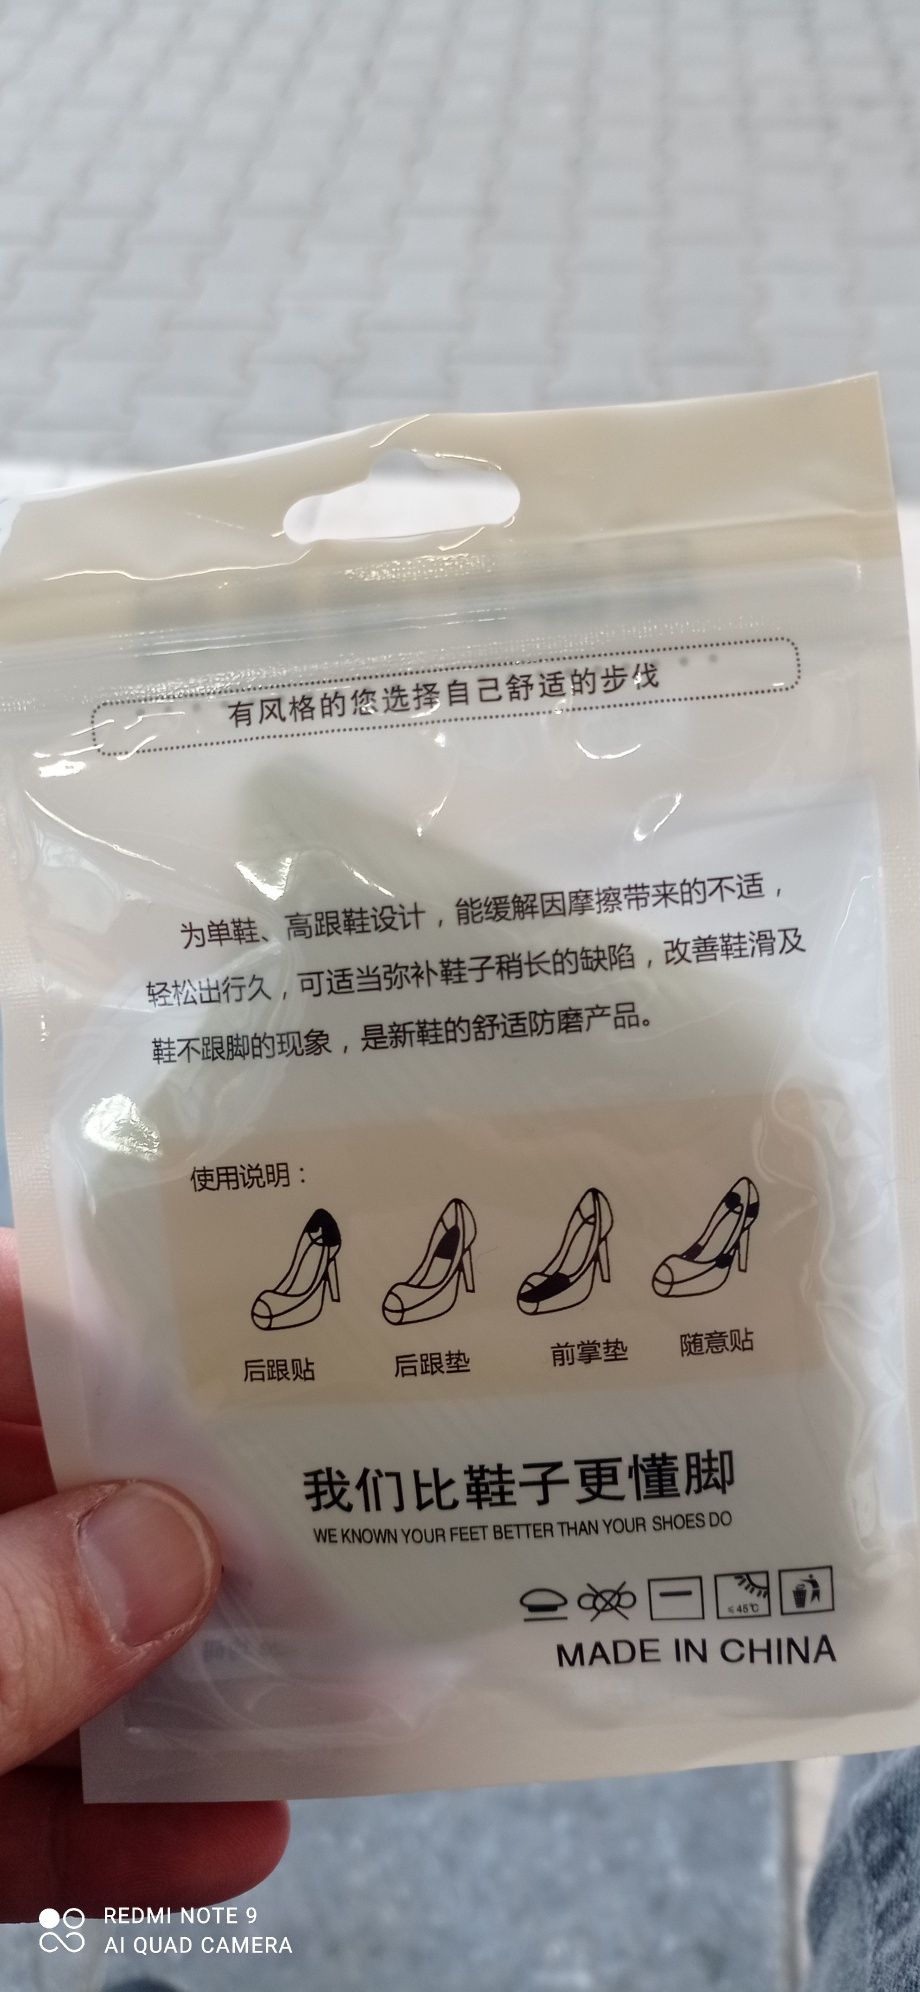 有风格的您选择自己舒适的步伐
为单鞋、高跟鞋设计，能缓解因摩擦带来的不适，
轻松出行久，可适当弥补鞋子稍长的缺陷，改善鞋滑及
鞋不跟脚的现象，是新鞋的舒适防磨产品。
使用说明：
后跟贴 后跟垫 前掌垫 随意贴
我们比鞋子更懂脚
WE KNOWN YOUR FEET BETTER THAN YOUR SHOES DO
≤45℃
MADE IN CHINA
REDMI NOTE 9
AI QUAD CAMERA